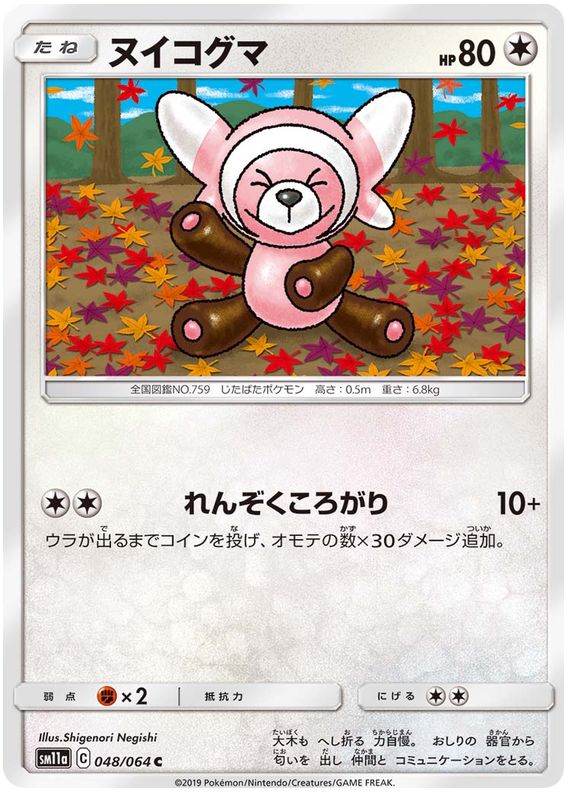 たね ヌイコグマ HP80
全国図鑑NO.759 じたばたポケモン 高さ:0.5m 重さ:6.8kg
れんぞくころがり 10+
ウラが出るまでコインを投げ、オモテの数×30ダメージ追加。
弱点 ×2 抵抗力 にげる
Illus.Shigenori Negishi
sm11a C 048/064 C
大木も へし折る 力自慢。 おしりの 器官から
匂いを 出し 仲間と コミュニケーションをとる。
©2019 Pokémon/Nintendo/Creatures/GAME FREAK.